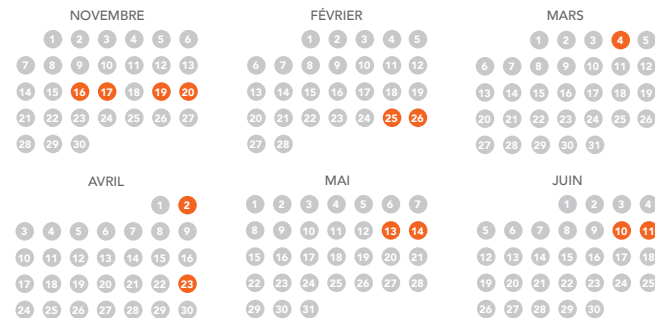 NOVEMBRE
1 2 3 4 5 6
7 8 9 10 11 12 13
14 15 16 17 18 19 20
21 22 23 24 25 26 27
28 29 30
FÉVRIER
1 2 3 4 5
6 7 8 9 10 11 12
13 14 15 16 17 18 19
20 21 22 23 24 25 26
27 28
MARS
1 2 3 4 5
6 7 8 9 10 11 12
13 14 15 16 17 18 19
20 21 22 23 24 25 26
27 28 29 30 31
AVRIL
1 2
3 4 5 6 7 8 9
10 11 12 13 14 15 16
17 18 19 20 21 22 23
24 25 26 27 28 29 30
MAI
1 2 3 4 5 6 7
8 9 10 11 12 13 14
15 16 17 18 19 20 21
22 23 24 25 26 27 28
29 30 31
JUIN
1 2 3 4
5 6 7 8 9 10 11
12 13 14 15 16 17 18
19 20 21 22 23 24 25
26 27 28 29 30